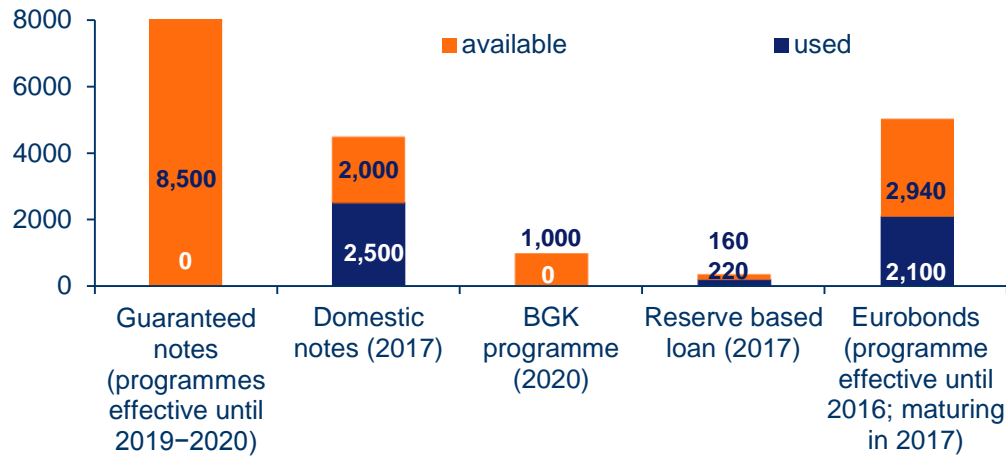 8000
available
used
6000
4000
2000
0
8,500
0
2,000
2,500
1,000
0
160
220
2,940
2,100
Guaranteed
notes
(programmes
effective until
2019−2020)
Domestic
notes (2017)
BGK
programme
(2020)
Reserve based
loan (2017)
Eurobonds
(programme
effective until
2016; maturing
in 2017)